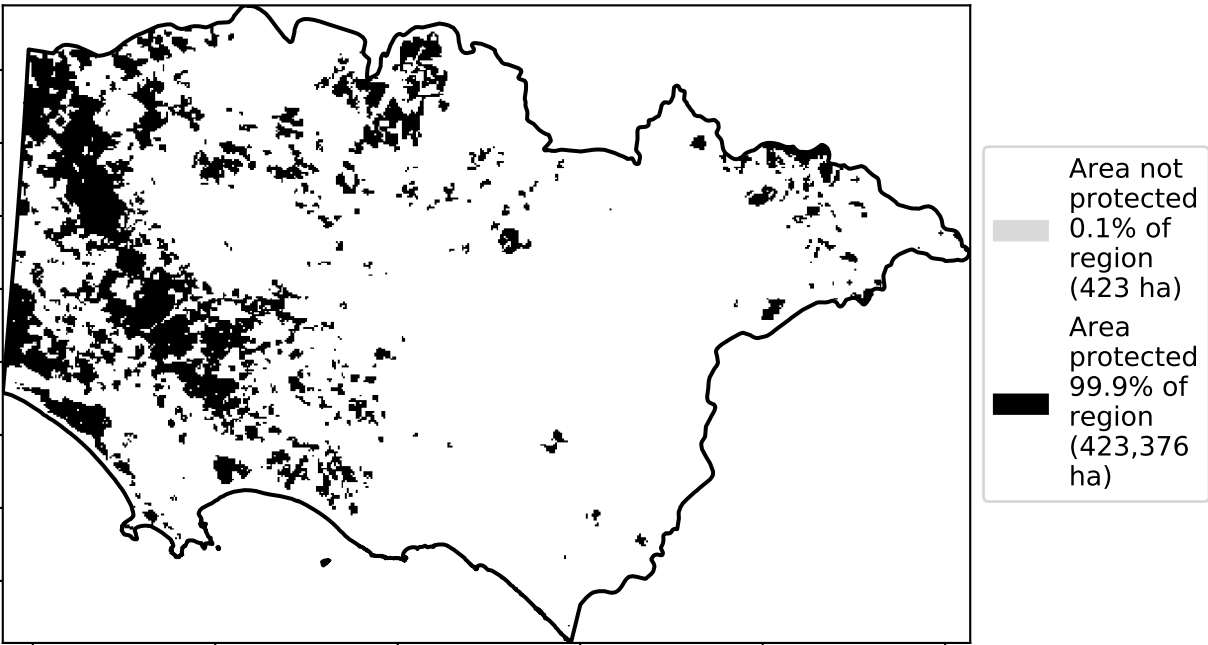 Area not
protected
0.1% of
region
(423 ha)
Area
protected
99.9% of
region
(423,376
ha)